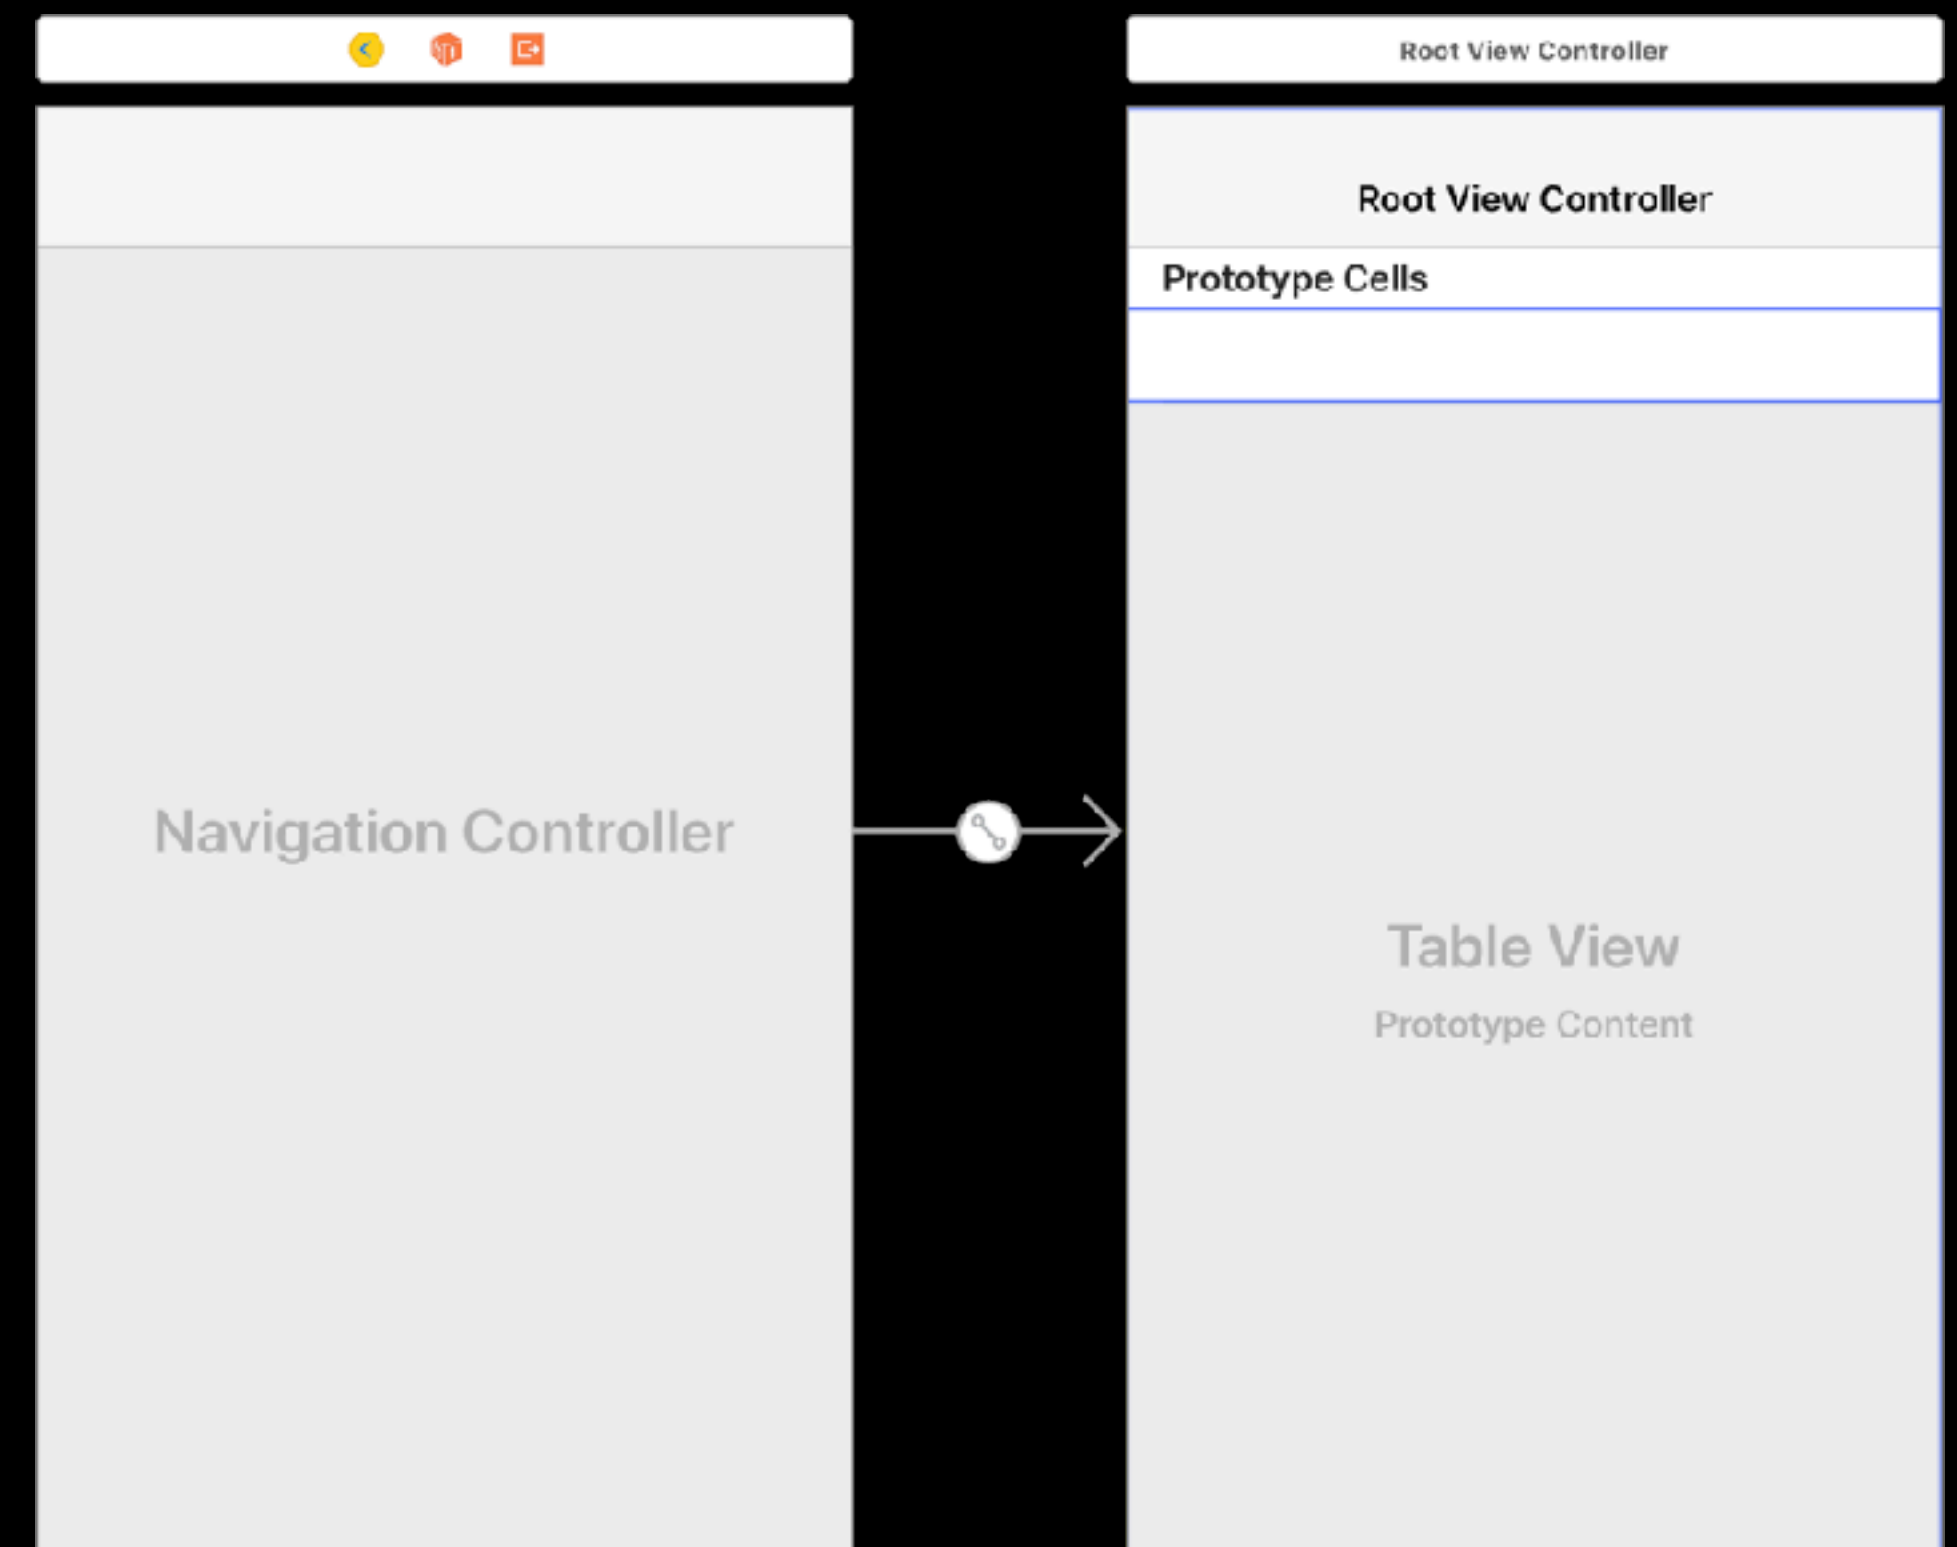 Root View Controller
Root View Controller
Prototype Cells
Navigation Controller
Table View
Prototype Content